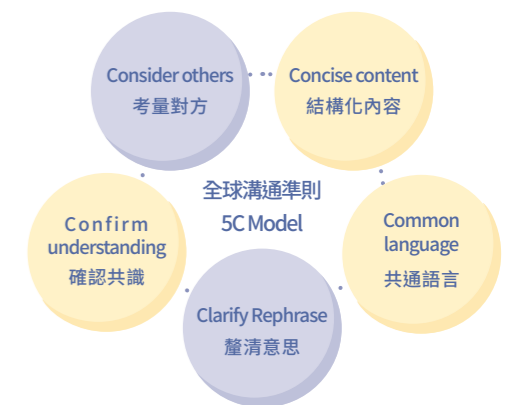 Consider others
考量對方
Concise content
結構化內容
全球溝通準則
5C Model
Common
language
共通語言
Clarify Rephrase
釐清意思
Confirm
understanding
確認共識